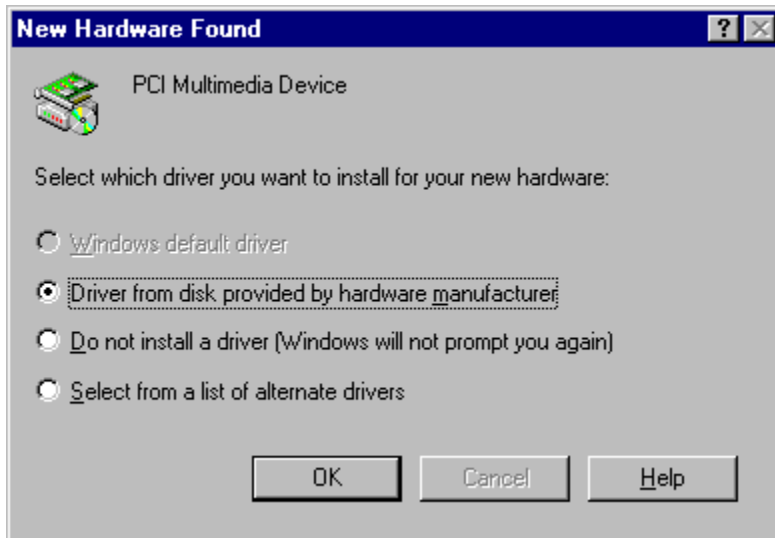 New Hardware Found
PCI Multimedia Device
Select which driver you want to install for your new hardware:
Windows default driver
Driver from disk provided by hardware manufacturer
Do not install a driver (Windows will not prompt you again)
Select from a list of alternate drivers
OK Cancel Help